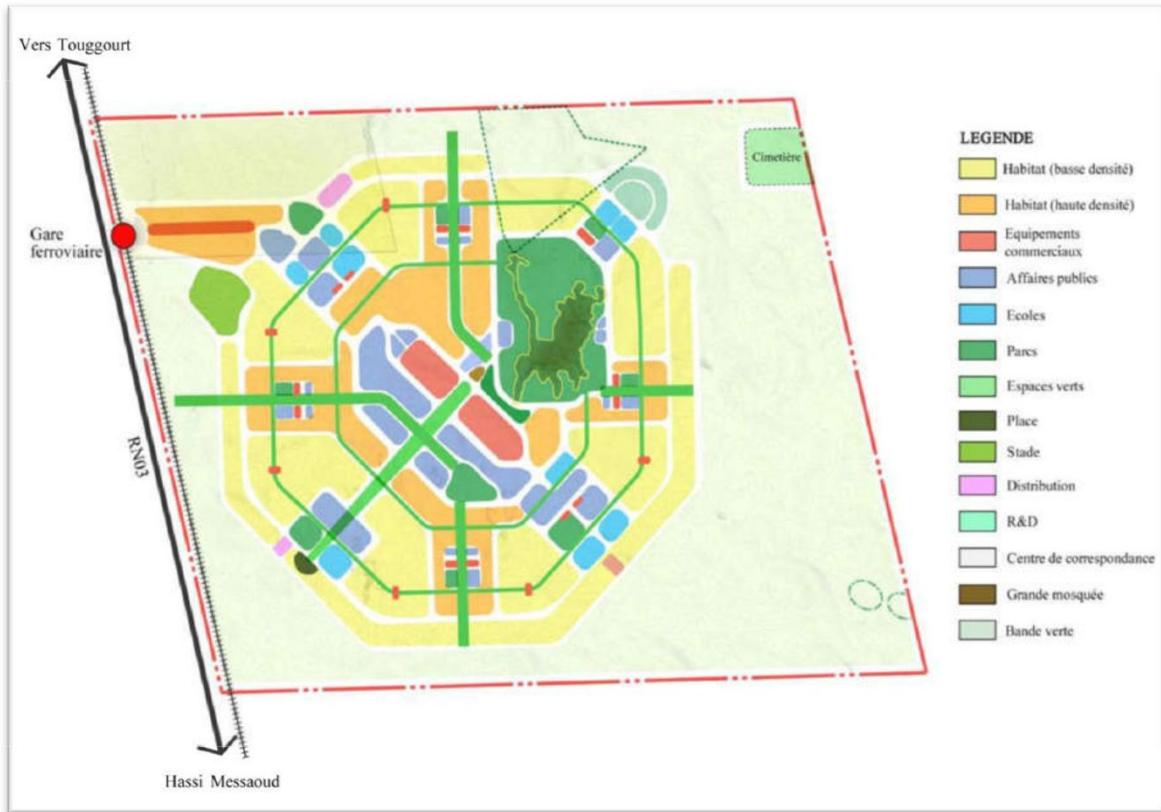 Vers Touggourt
Gare
ferroviaire
RN03
Hassi Messaoud
Cimetière
LEGENDE
Habitat (basse densité)
Habitat (haute densité)
Equipements
commerciaux
Affaires publics
Ecoles
Parcs
Espaces verts
Place
Stade
Distribution
R&D
Centre de correspondance
Grande mosquée
Bande verte